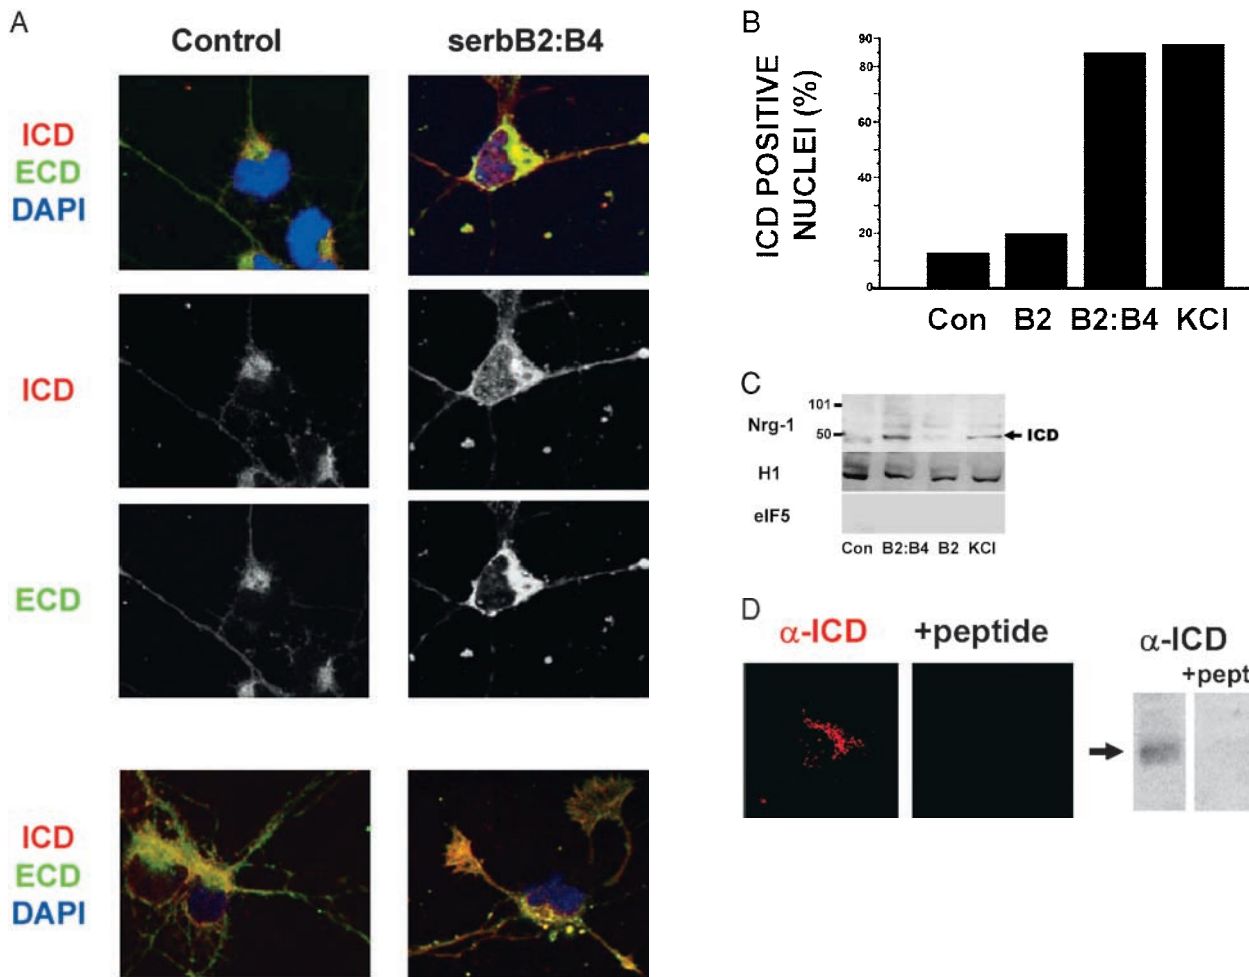 A
Control
serbB2:B4
ICD
ECD
DAPI
ICD
ECD
ICD
ECD
DAPI
B
ICD POSITIVE
NUCLEI (%)
90
80
60
40
20
0
Con B2 B2:B4 KCl
C
Nrg-1
101
50
ICD
H1
eIF5
Con B2:B4 B2 KCl
D
α-ICD
+peptide
α-ICD
+pept